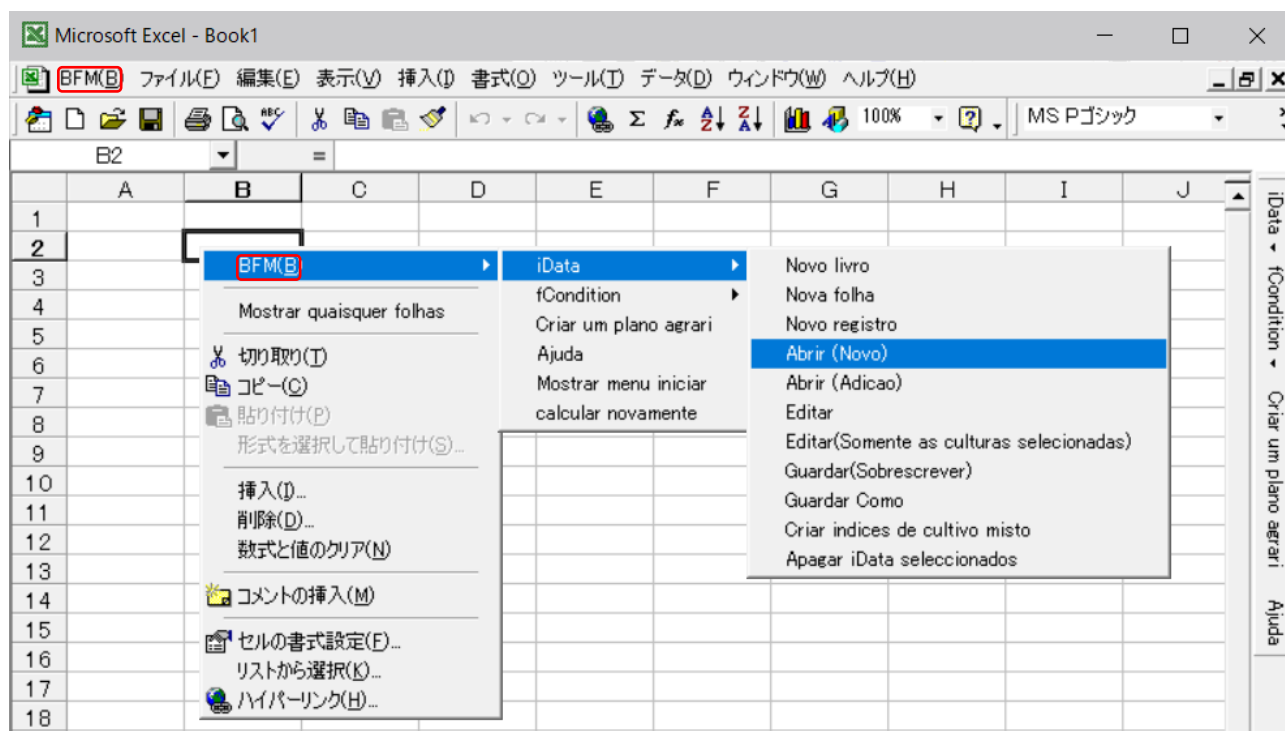 Microsoft Excel - Book1
BFM(B) ファイル(F) 編集(E) 表示(V) 挿入(I) 書式(O) ツール(T) データ(D) ウィンドウ(W) ヘルプ(H)
100% MS Pゴシック
B2 =
A B C D E F G H I J
1
2
3
4
5
6
7
8
9
10
11
12
13
14
15
16
17
18
BFM(B)
Mostrar quaisquer folhas
切り取り(T)
コピー(C)
貼り付け(P)
形式を選択して貼り付け(S)...
挿入(I)...
削除(D)...
数式と値のクリア(N)
コメントの挿入(M)
セルの書式設定(F)...
リストから選択(K)...
ハイパーリンク(H)...
iData
fCondition
Criar um plano agrari
Ajuda
Mostrar menu iniciar
calcular novamente
Novo livro
Nova folha
Novo registro
Abrir (Novo)
Abrir (Adicao)
Editar
Editar(Somente as culturas selecionadas)
Guardar(Sobrescrever)
Guardar Como
Criar indices de cultivo misto
Apagar iData seleccionados
iData fCondition Criar um plano agrari Ajuda